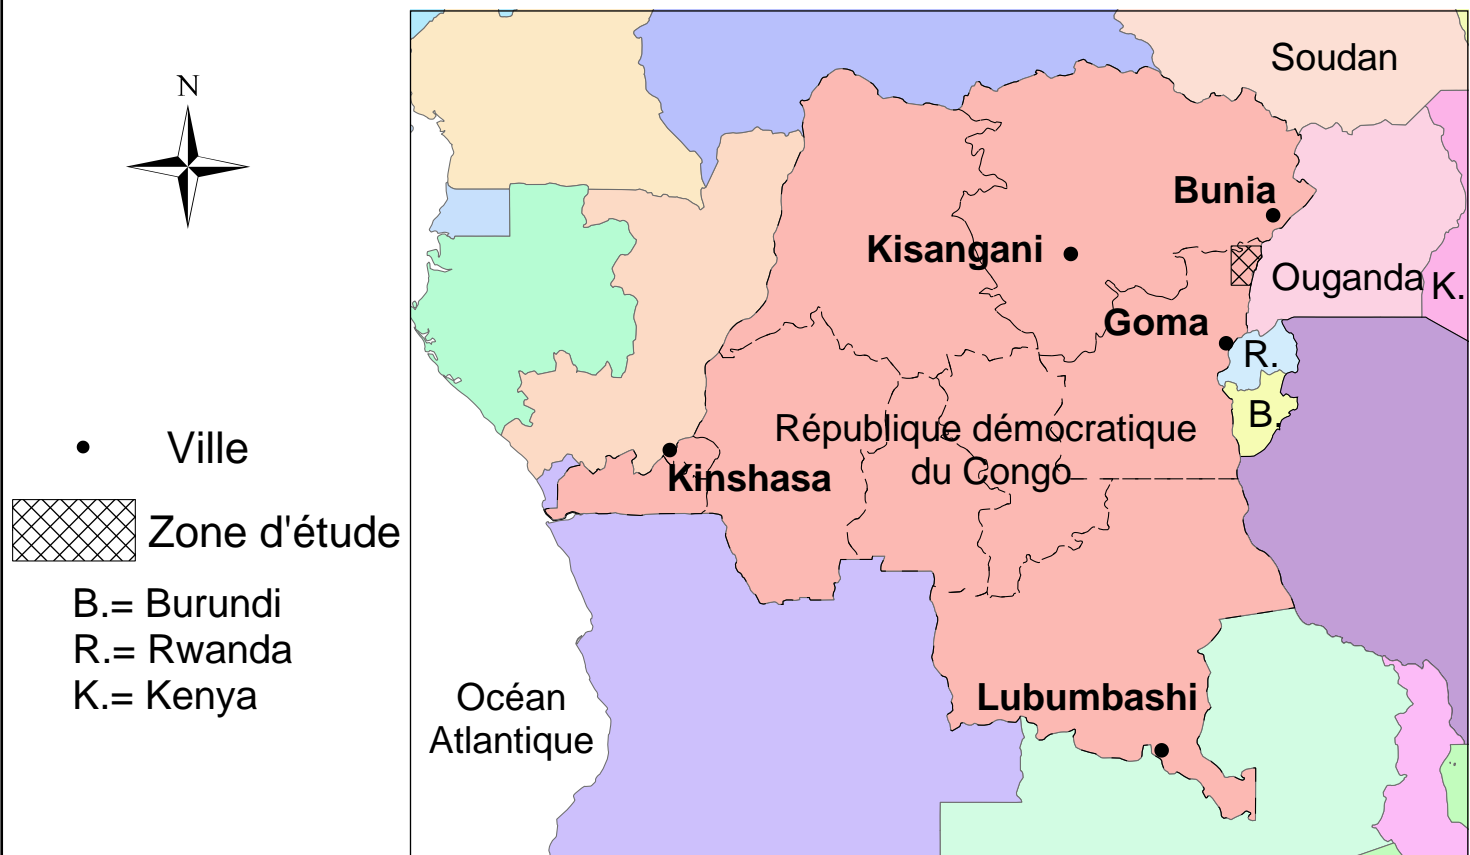 N
Ville
Zone d'étude
B.= Burundi
R.= Rwanda
K.= Kenya
Soudan
Bunia
Kisangani
Ouganda
K.
Goma
R.
B.
République démocratique
du Congo
Kinshasa
Lubumbashi
Océan
Atlantique